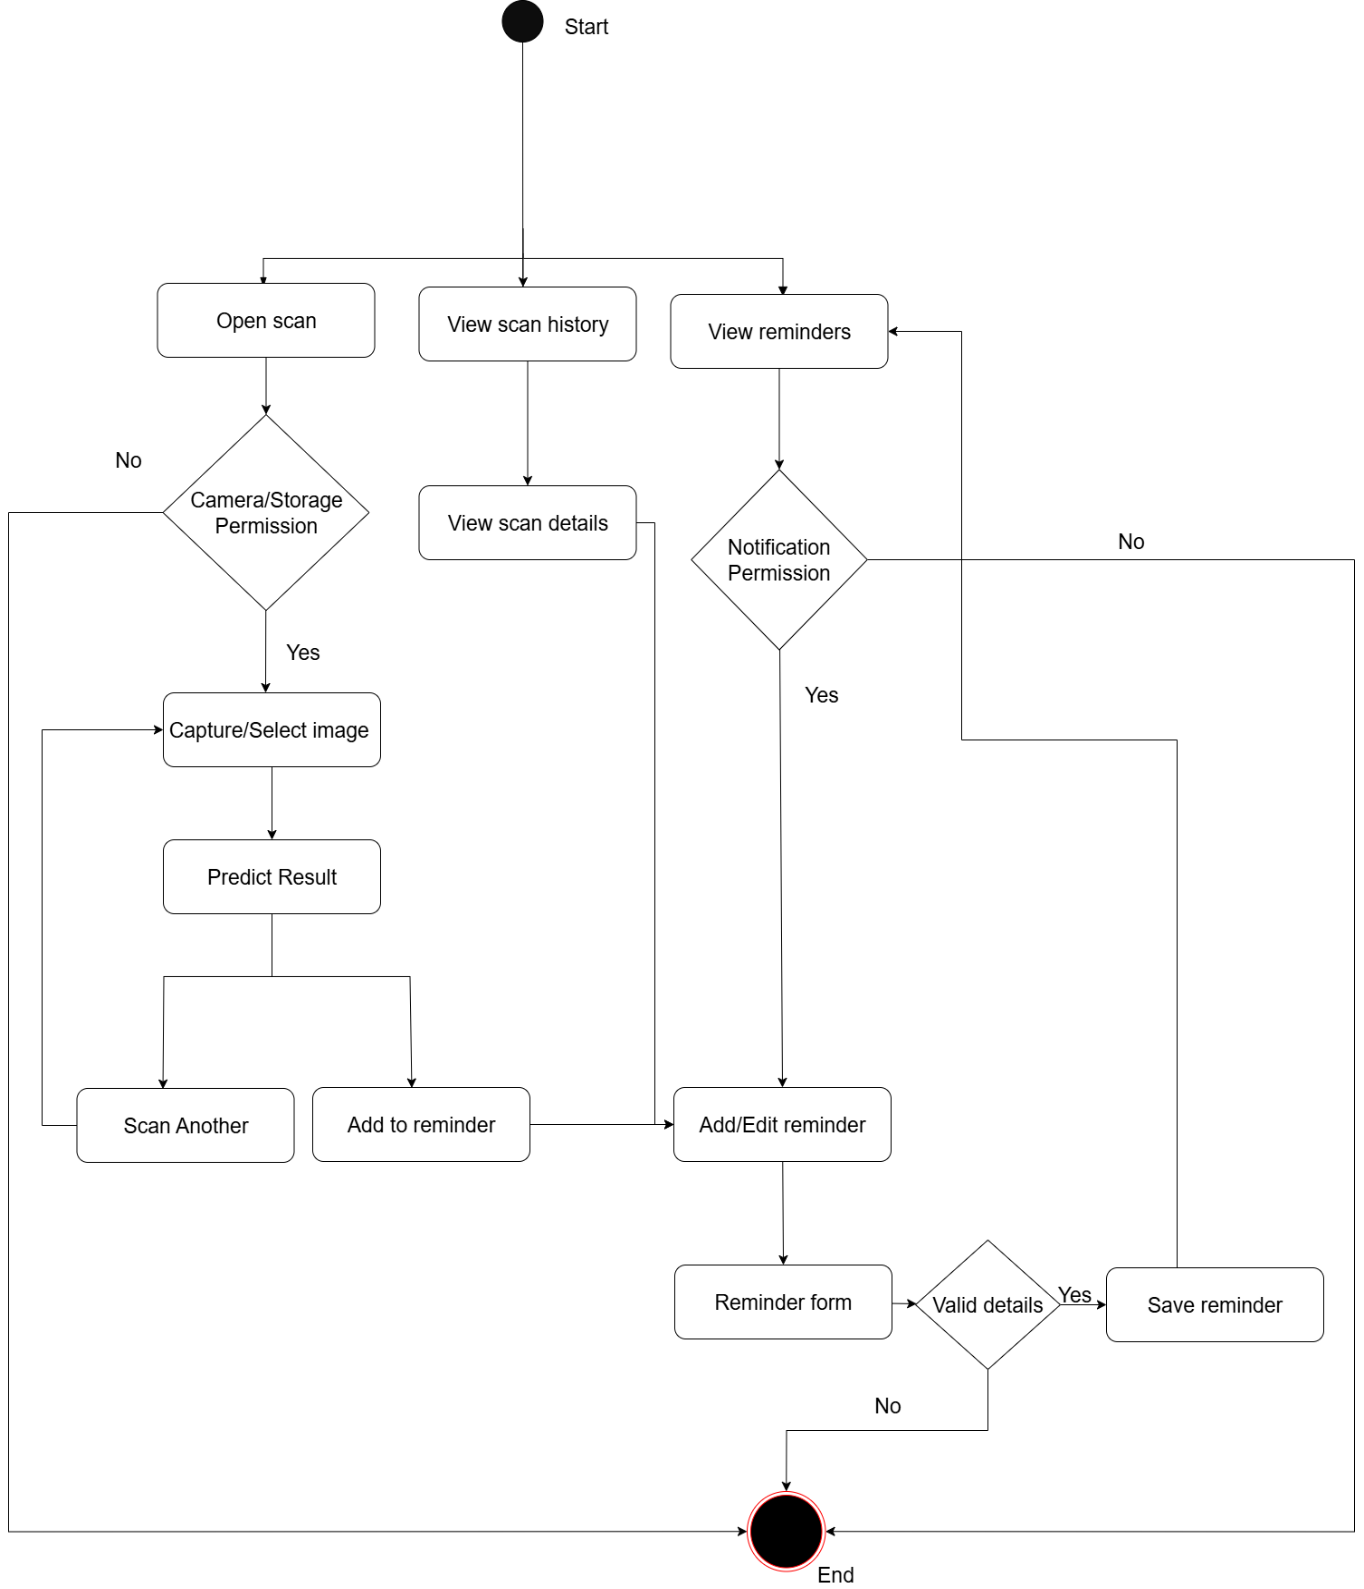 Start
Open scan
View scan history
View reminders
No
Camera/Storage
Permission
View scan details
Notification
Permission
No
Yes
Yes
Capture/Select image
Predict Result
Scan Another
Add to reminder
Add/Edit reminder
Reminder form
Valid details
Yes
Save reminder
No
End